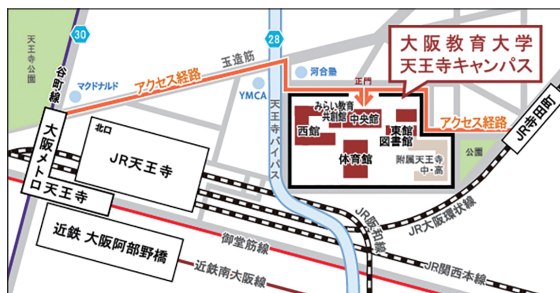 30
28
大阪教育大学
天王寺キャンパス
天王寺公園
谷町線
マクドナルド
アクセス経路
玉造筋
河合塾
YMCA
正門
みらい教育
共創館
中央館
西館
東館
図書館
体育館
附属天王寺
中・高
アクセス経路
公園
JR寺田町
天王寺バイパス
北口
JR天王寺
大阪メトロ
天王寺
近鉄 大阪阿部野橋
御堂筋線
近鉄南大阪線
JR阪和線
JR大阪環状線
JR関西本線